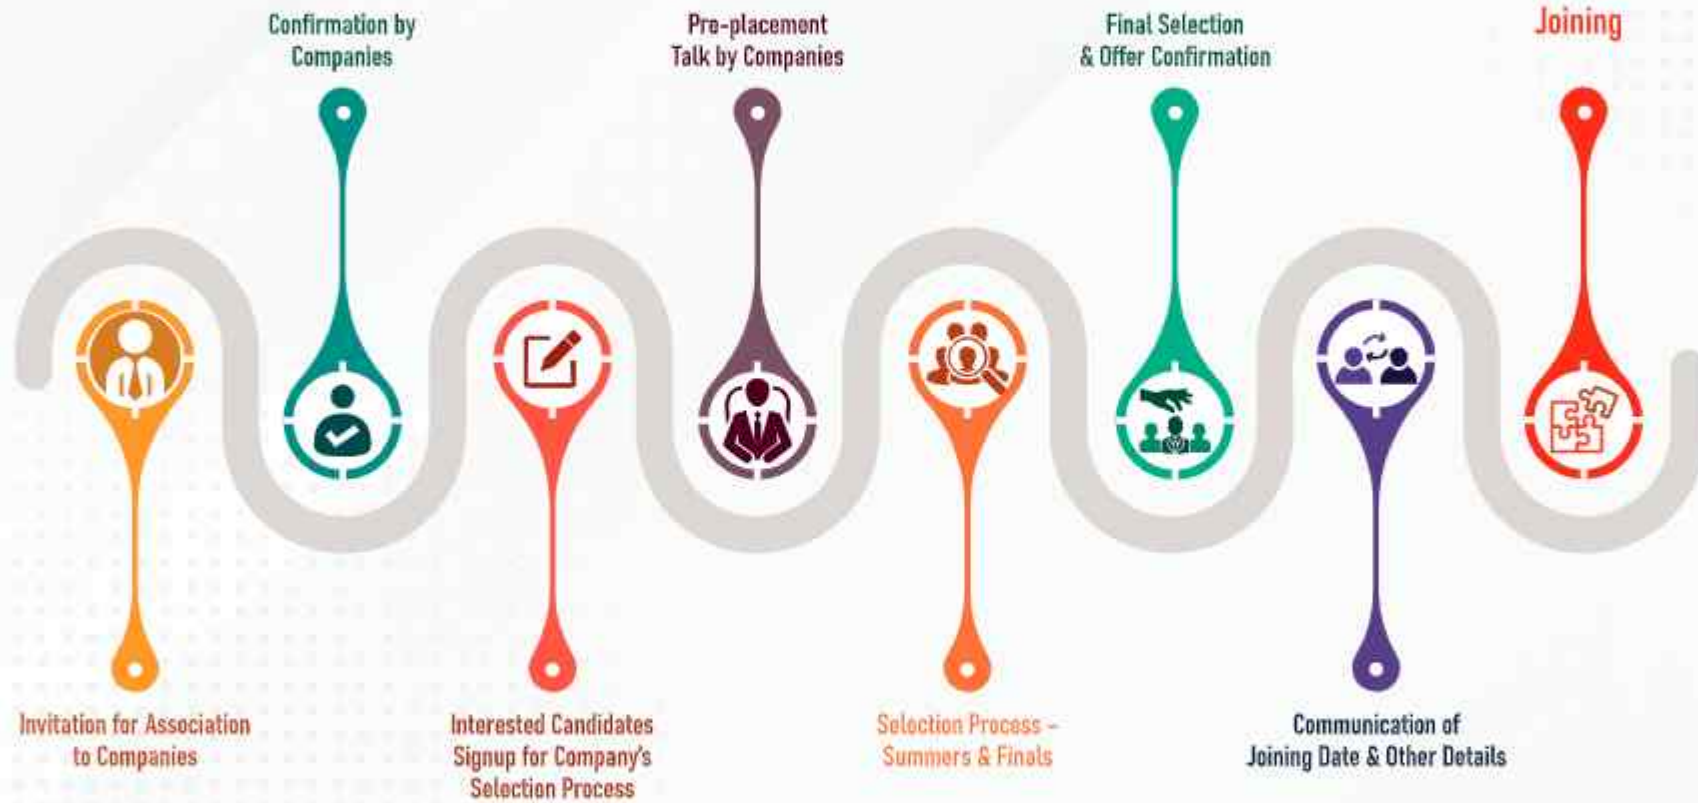 Confirmation by
Companies
Pre-placement
Talk by Companies
Final Selection
& Offer Confirmation
Joining
Invitation for Association
to Companies
Interested Candidates
Signup for Company's
Selection Process
Selection Process -
Summers & Finals
Communication of
Joining Date & Other Details